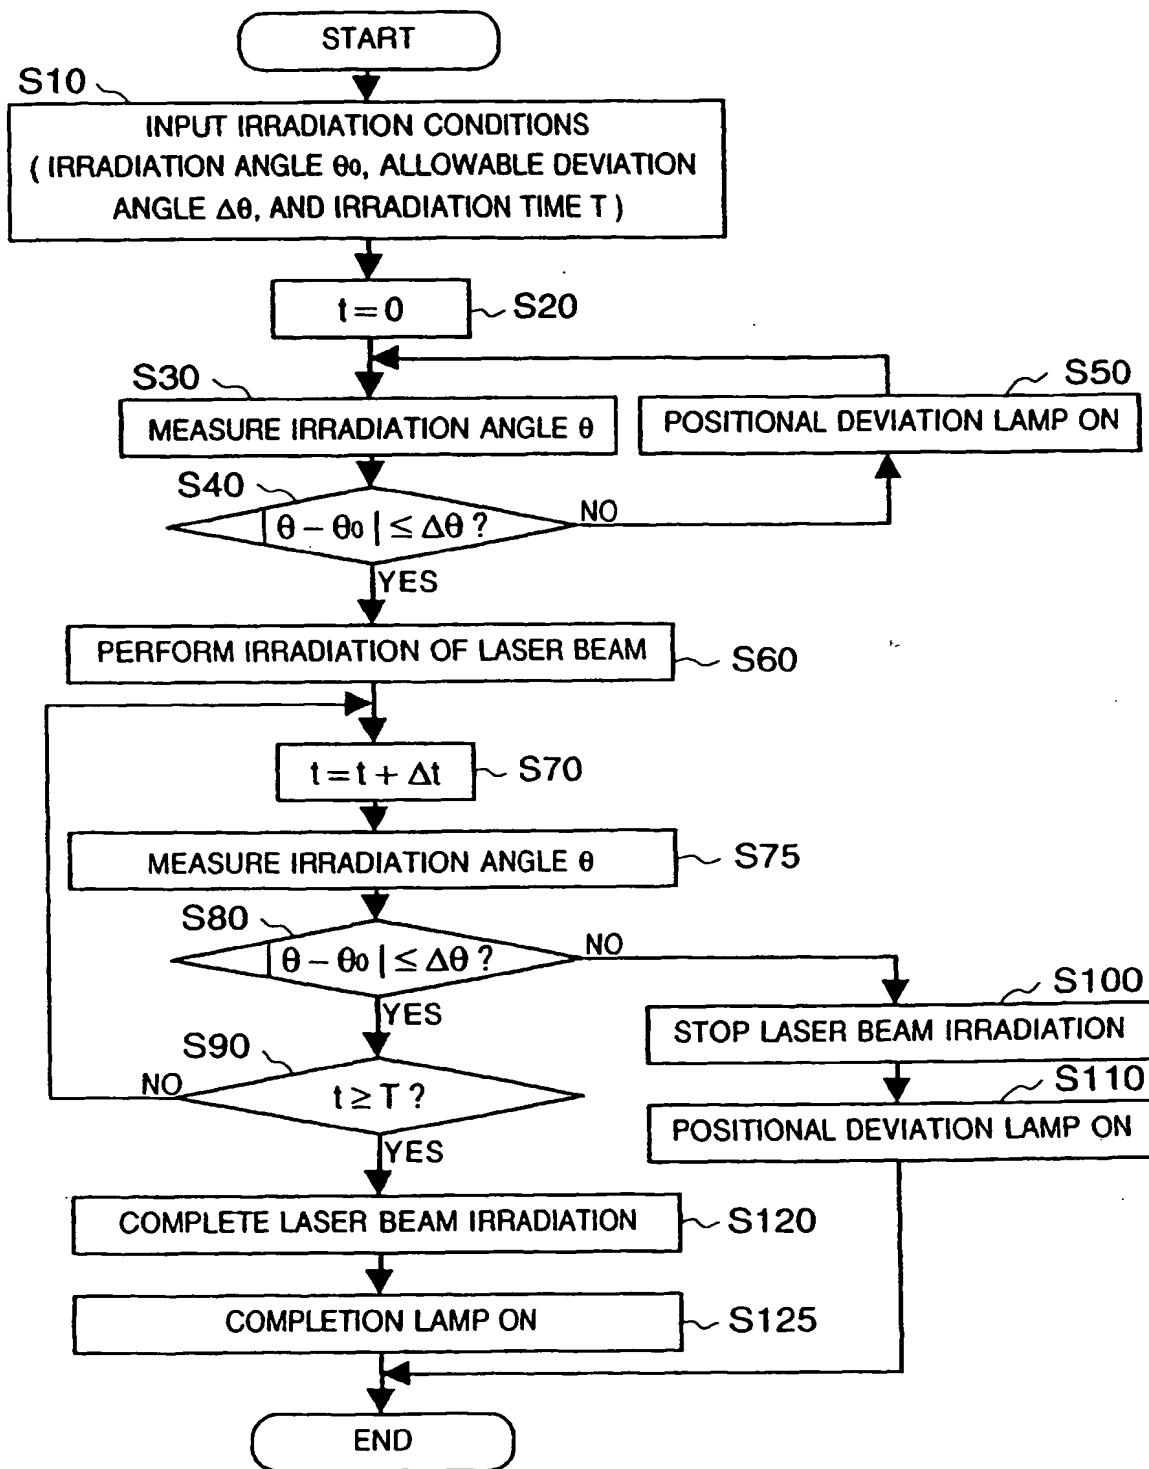 START
S10
INPUT IRRADIATION CONDITIONS
( IRRADIATION ANGLE θ0, ALLOWABLE DEVIATION
ANGLE Δθ, AND IRRADIATION TIME T )
t = 0
S20
S30
MEASURE IRRADIATION ANGLE θ
S50
POSITIONAL DEVIATION LAMP ON
S40
| θ − θ0 | ≤ Δθ ?
NO
YES
PERFORM IRRADIATION OF LASER BEAM
S60
t = t + Δt
S70
MEASURE IRRADIATION ANGLE θ
S75
S80
| θ − θ0 | ≤ Δθ ?
NO
YES
S100
STOP LASER BEAM IRRADIATION
S90
t ≥ T ?
NO
YES
S110
POSITIONAL DEVIATION LAMP ON
COMPLETE LASER BEAM IRRADIATION
S120
COMPLETION LAMP ON
S125
END